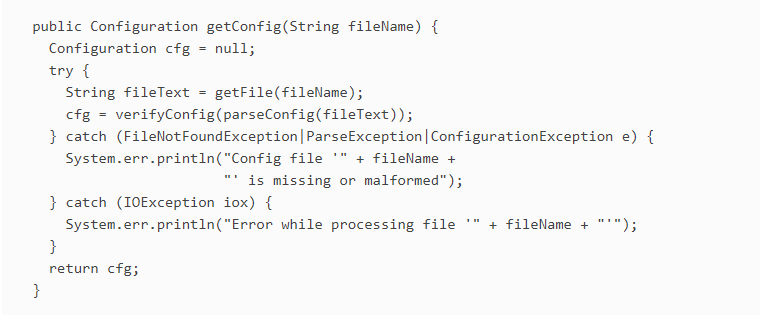 public Configuration getConfig(String fileName) {
  Configuration cfg = null;
  try {
    String fileText = getFile(fileName);
    cfg = verifyConfig(parseConfig(fileText));
  } catch (FileNotFoundException|ParseException|ConfigurationException e) {
    System.err.println("Config file '" + fileName +
                       "' is missing or malformed");
  } catch (IOException iox) {
    System.err.println("Error while processing file '" + fileName + "'");
  }
  return cfg;
}